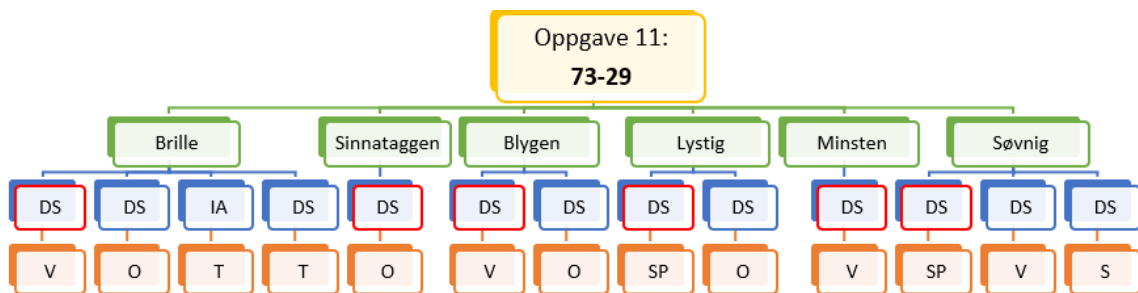 Oppgave 11:
73-29
Brille Sinnataggen Blygen Lystig Minsten Søvnig
DS DS IA DS DS DS DS DS DS DS DS DS DS
V O T T O V O SP O V SP V S